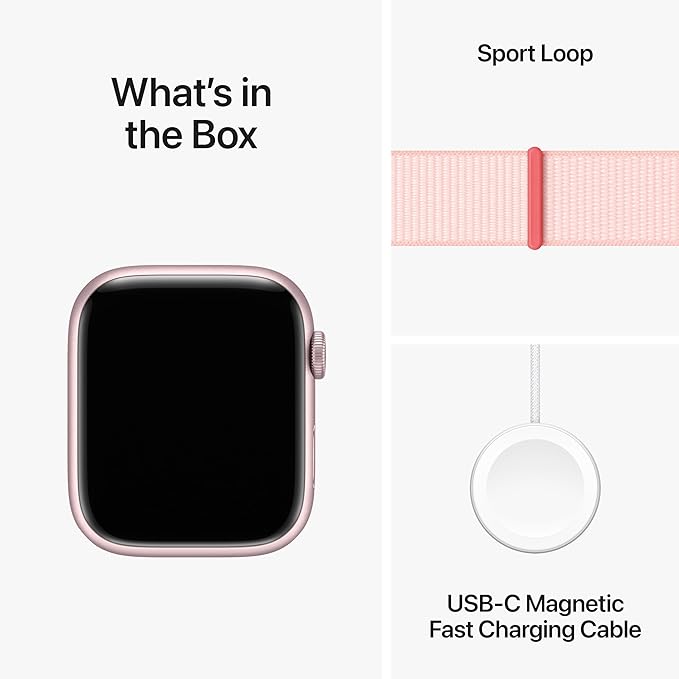 What’s in
the Box
Sport Loop
USB-C Magnetic
Fast Charging Cable